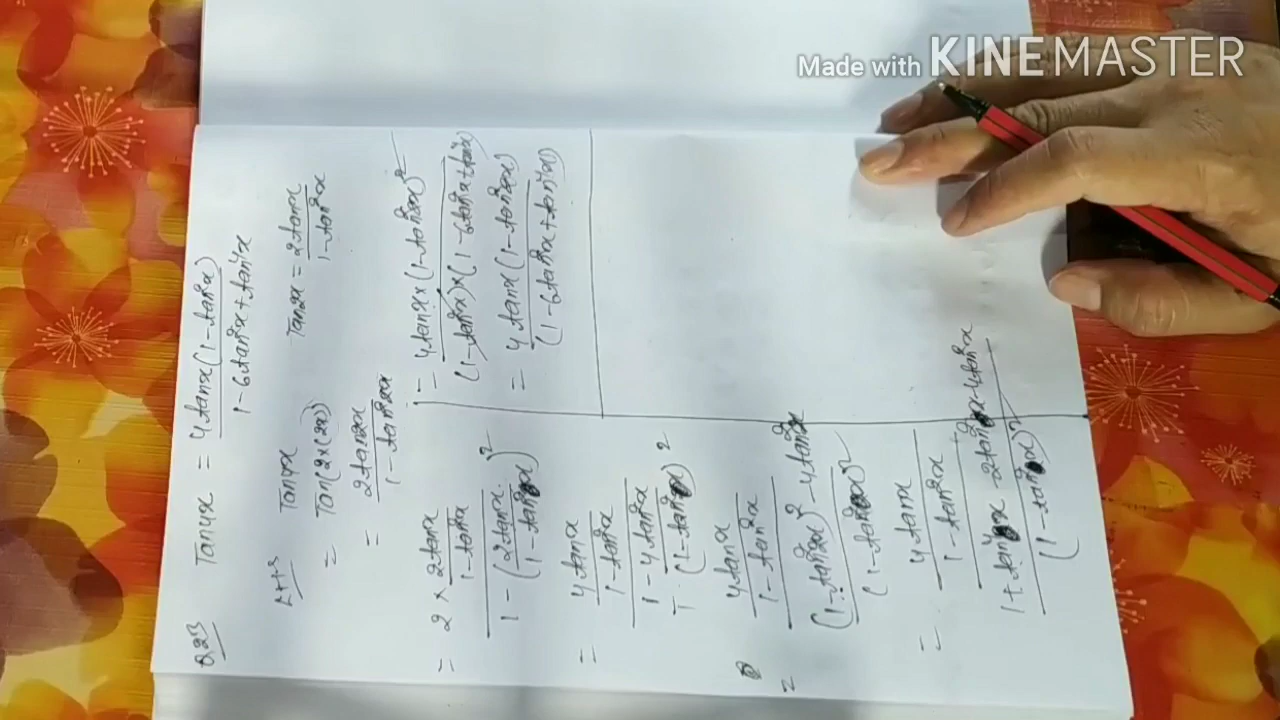 Made with KINEMASTER
Q23 Tan4x = 4tanx(1-tan²x) / 1-6tan²x+tan⁴x
L.H.S Tan4x
= Tan(2×(2x)) Tan2x = 2tanx / 1-tan²x
= 2tan2x / 1-tan²2x
= 2 × 2tanx / 1-tan²x
1-(2tanx / (1-tan²x))²
= 4tanx / 1-tan²x
1 - 4tan²x / (1-tan²x)²
= 4tanx / 1-tan²x
(1-tan²x)² - 4tan²x / (1-tan²x)²
= 4tanx / 1-tan²x
1+tan⁴x-2tan²x-4tan²x / (1-tan²x)²
= 4tanx×(1-tan²x)² / (1-tan²x)×(1-6tan²x+tan⁴x)
= 4tanx(1-tan²x) / (1-6tan²x+tan⁴x)